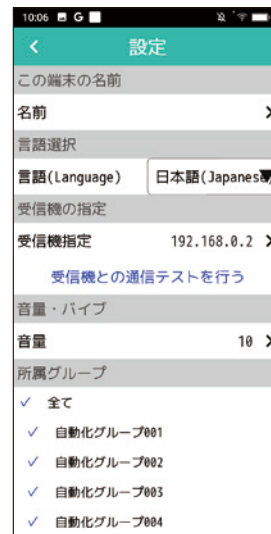 10:06 G
設定
この端末の名前
名前
言語選択
言語(Language) 日本語(Japanese)
受信機の指定
受信機指定 192.168.0.2
受信機との通信テストを行う
音量・バイブ
音量 10
所属グループ
全て
自動化グループ001
自動化グループ002
自動化グループ003
自動化グループ004